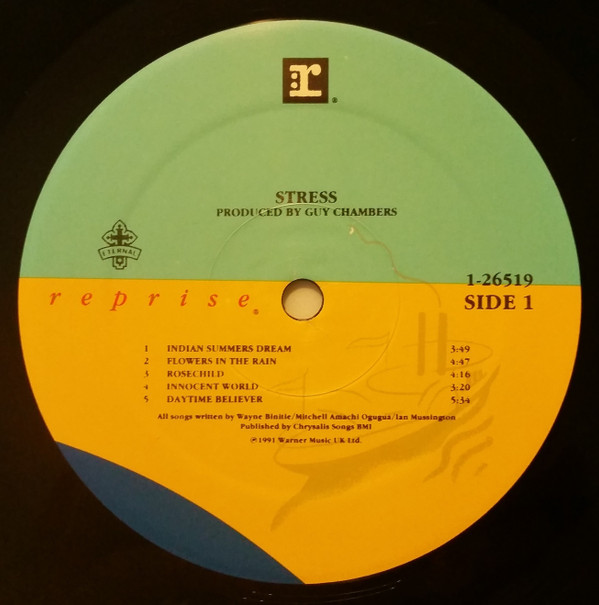 :r
®
STRESS
PRODUCED BY GUY CHAMBERS
ETERNAL
1-26519
reprise®
SIDE 1
1 INDIAN SUMMERS DREAM 3:49
2 FLOWERS IN THE RAIN 4:47
3 ROSECHILD 4:16
4 INNOCENT WORLD 3:20
5 DAYTIME BELIEVER 5:34
All songs written by Wayne Binitie/Mitchell Amachi Ogugua/Ian Mussington
Published by Chrysalis Songs BMI
℗1991 Warner Music UK Ltd.